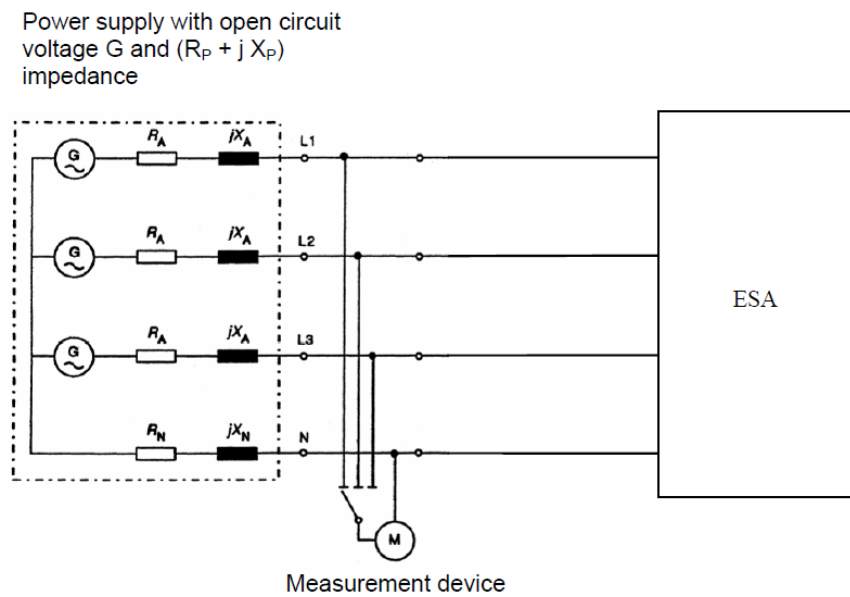 Power supply with open circuit
voltage G and (RP + j XP)
impedance
G RA jXA L1
G RA jXA L2
ESA
G RA jXA L3
RN jXN N
M
Measurement device